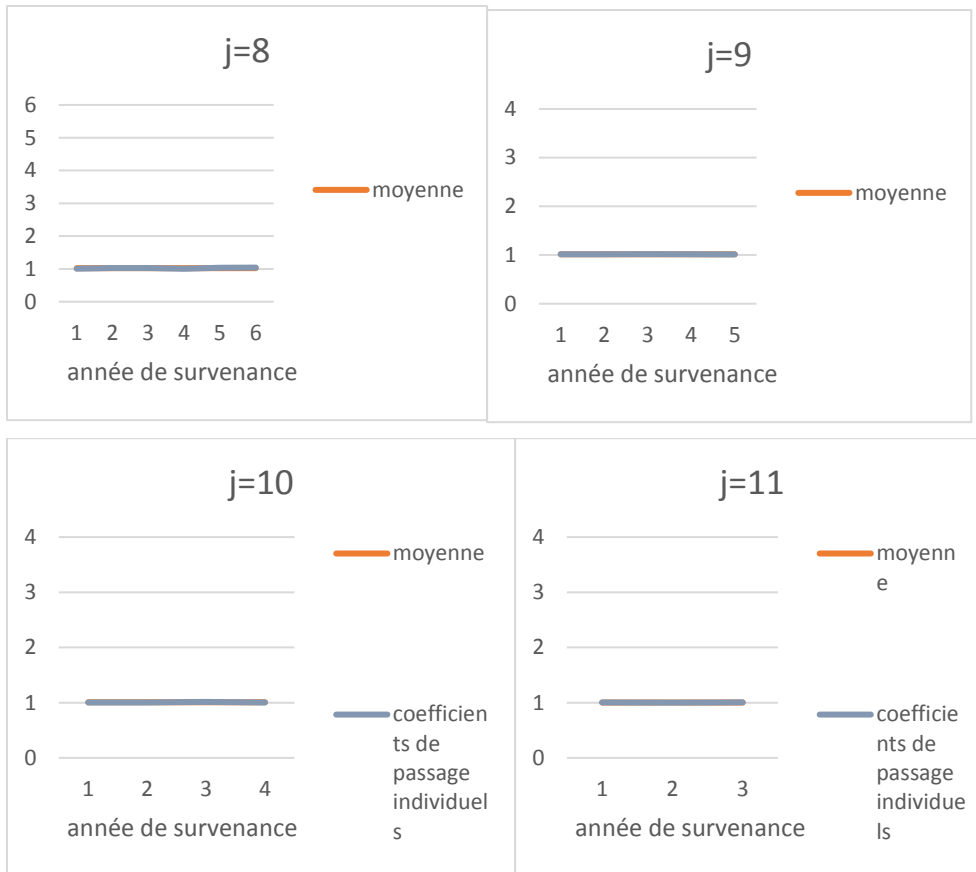 j=8
6
5
4
3
2
1
0
1 2 3 4 5 6
année de survenance
moyenne
j=9
4
3
2
1
0
1 2 3 4 5
année de survenance
moyenne
j=10
4
3
2
1
0
1 2 3 4
année de survenance
moyenne
coefficien
ts de
passage
individuel
s
j=11
4
3
2
1
0
1 2 3
année de survenance
moyenn
e
coefficie
nts de
passage
individue
ls